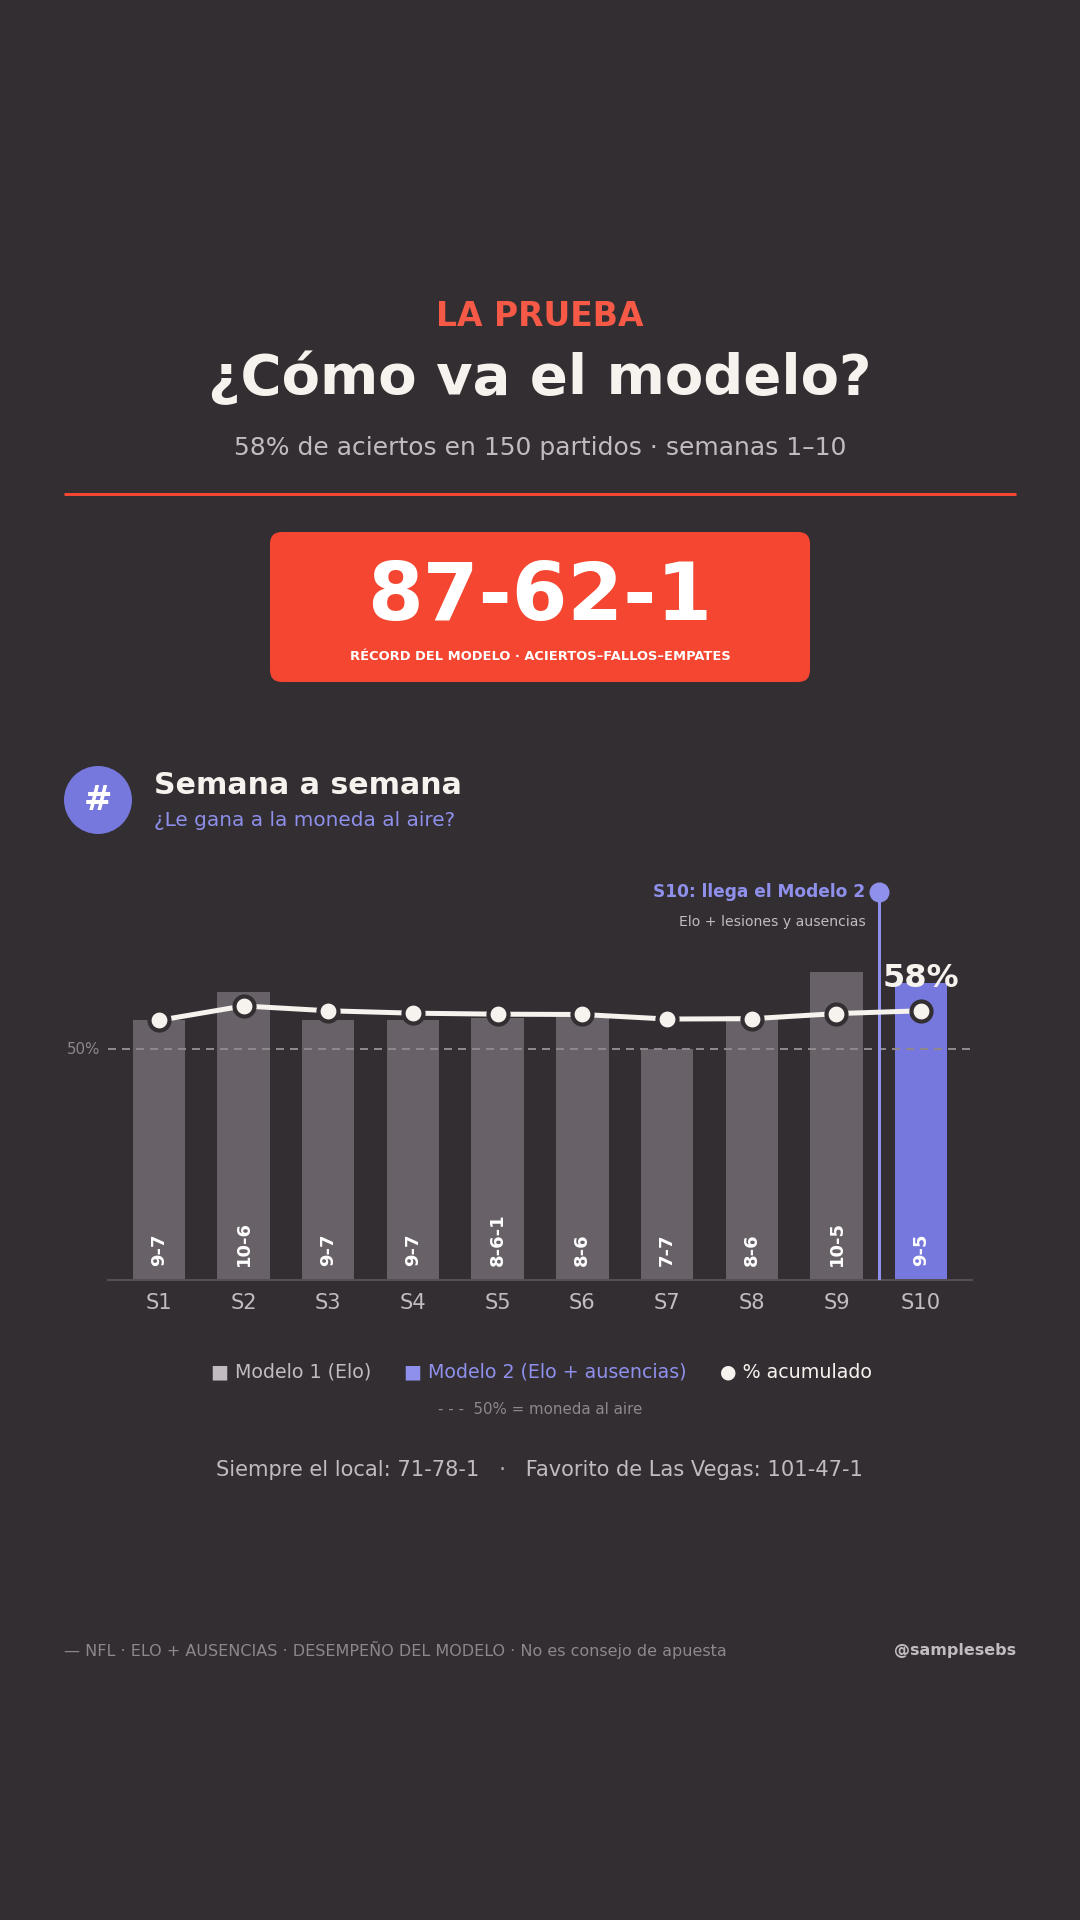 LA PRUEBA
¿Cómo va el modelo?
58% de aciertos en 150 partidos · semanas 1–10
87-62-1
RÉCORD DEL MODELO · ACIERTOS–FALLOS–EMPATES
#
Semana a semana
¿Le gana a la moneda al aire?
S10: llega el Modelo 2
Elo + lesiones y ausencias
58%
50%
9-7
10-6
9-7
9-7
8-6-1
8-6
7-7
8-6
10-5
9-5
S1 S2 S3 S4 S5 S6 S7 S8 S9 S10
■ Modelo 1 (Elo) ■ Modelo 2 (Elo + ausencias) ● % acumulado
- - - 50% = moneda al aire
Siempre el local: 71-78-1 · Favorito de Las Vegas: 101-47-1
— NFL · ELO + AUSENCIAS · DESEMPEÑO DEL MODELO · No es consejo de apuesta
@samplesebs